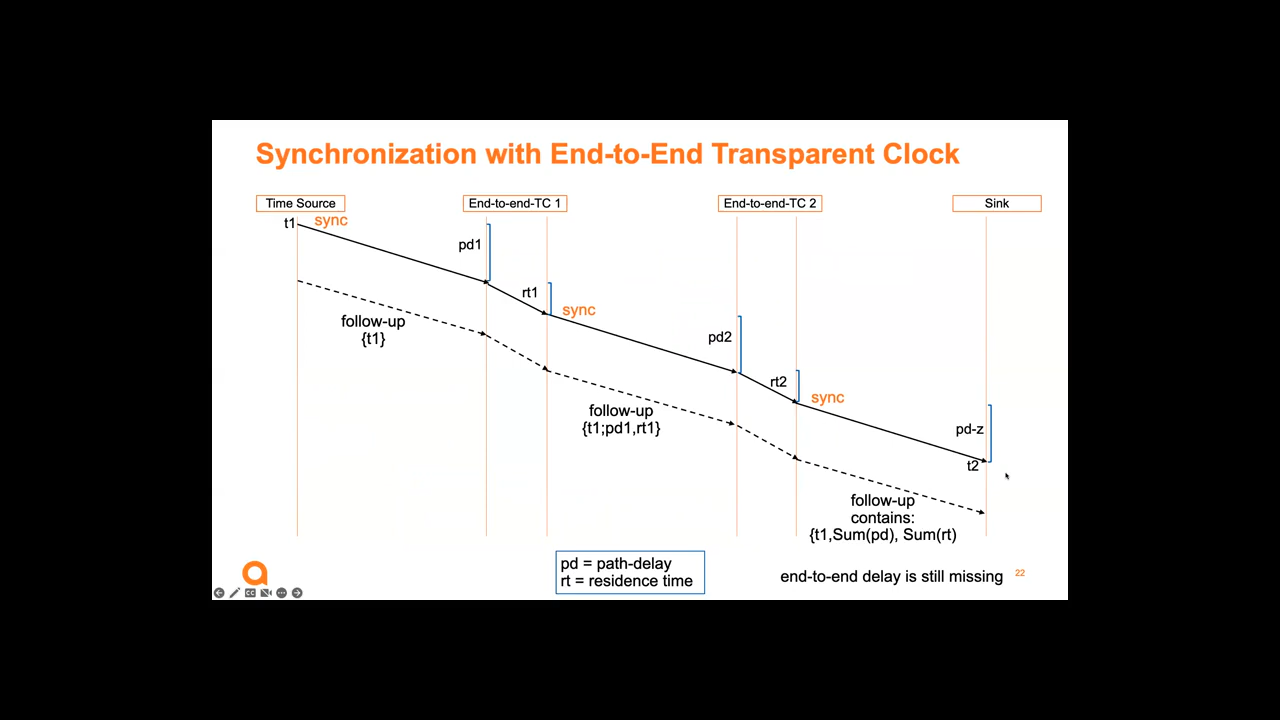 Synchronization with End-to-End Transparent Clock
Time Source
End-to-end-TC 1
End-to-end-TC 2
Sink
t1
sync
pd1
rt1
sync
follow-up
{t1}
pd2
rt2
sync
follow-up
{t1;pd1,rt1}
pd-z
t2
follow-up
contains:
{t1,Sum(pd), Sum(rt)
pd = path-delay
rt = residence time
end-to-end delay is still missing
22
CC